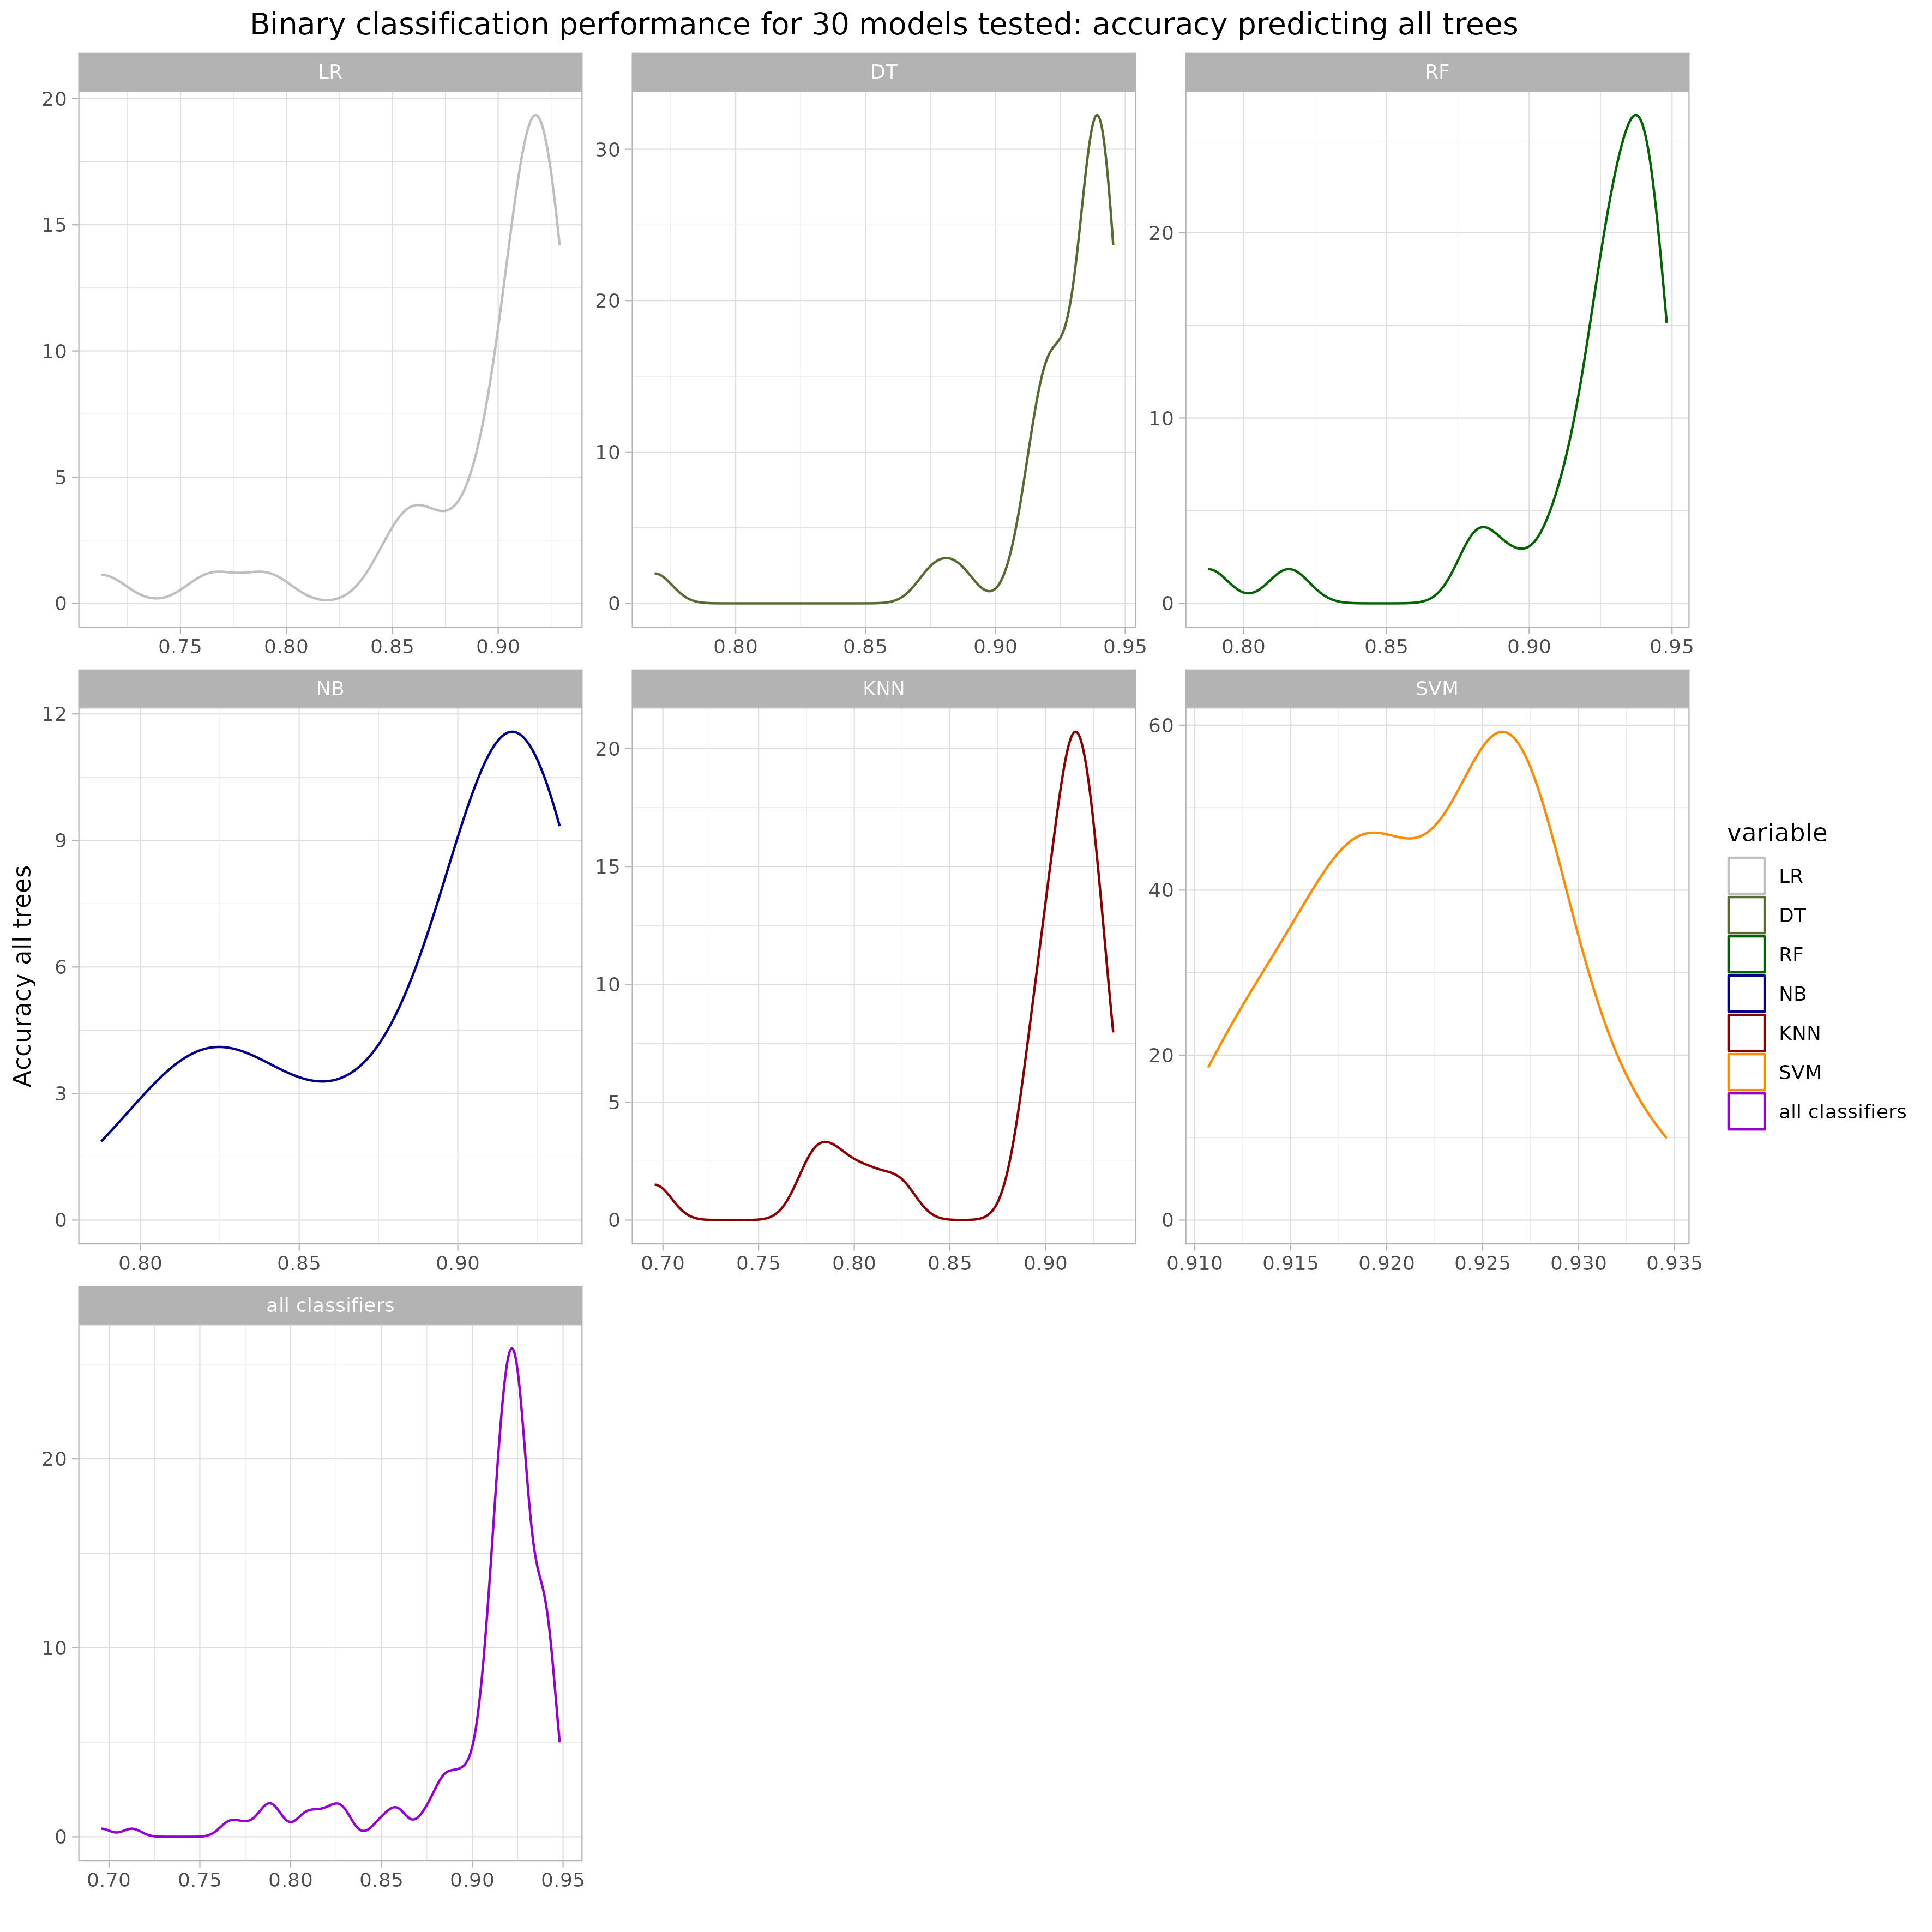 Binary classification performance for 30 models tested: accuracy predicting all trees
LR
DT
RF
20
15
10
5
0
30
20
10
0
20
10
0
0.75 0.80 0.85 0.90
0.80 0.85 0.90 0.95
0.80 0.85 0.90 0.95
NB
KNN
SVM
Accuracy all trees
12
9
6
3
0
20
15
10
5
0
60
40
20
0
0.80 0.85 0.90
0.70 0.75 0.80 0.85 0.90
0.910 0.915 0.920 0.925 0.930 0.935
all classifiers
20
10
0
0.70 0.75 0.80 0.85 0.90 0.95
variable
LR
DT
RF
NB
KNN
SVM
all classifiers